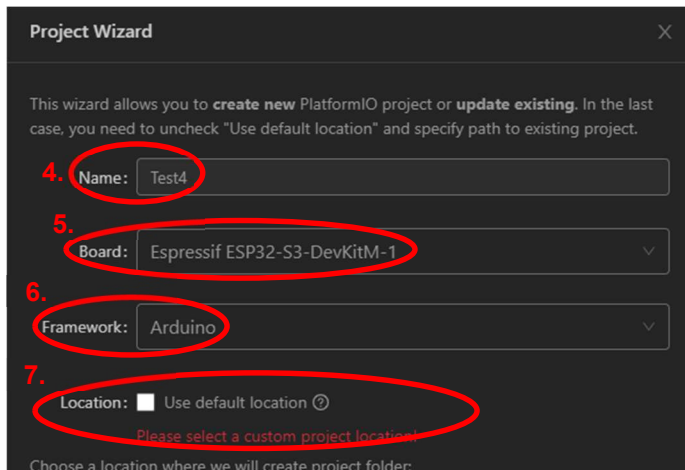 Project Wizard
This wizard allows you to create new PlatformIO project or update existing. In the last
case, you need to uncheck "Use default location" and specify path to existing project.
4. Name: Test4
5.
Board: Espressif ESP32-S3-DevKitM-1
6.
Framework: Arduino
7.
Location: Use default location ?
Please select a custom project location!
Choose a location where we will create project folder: